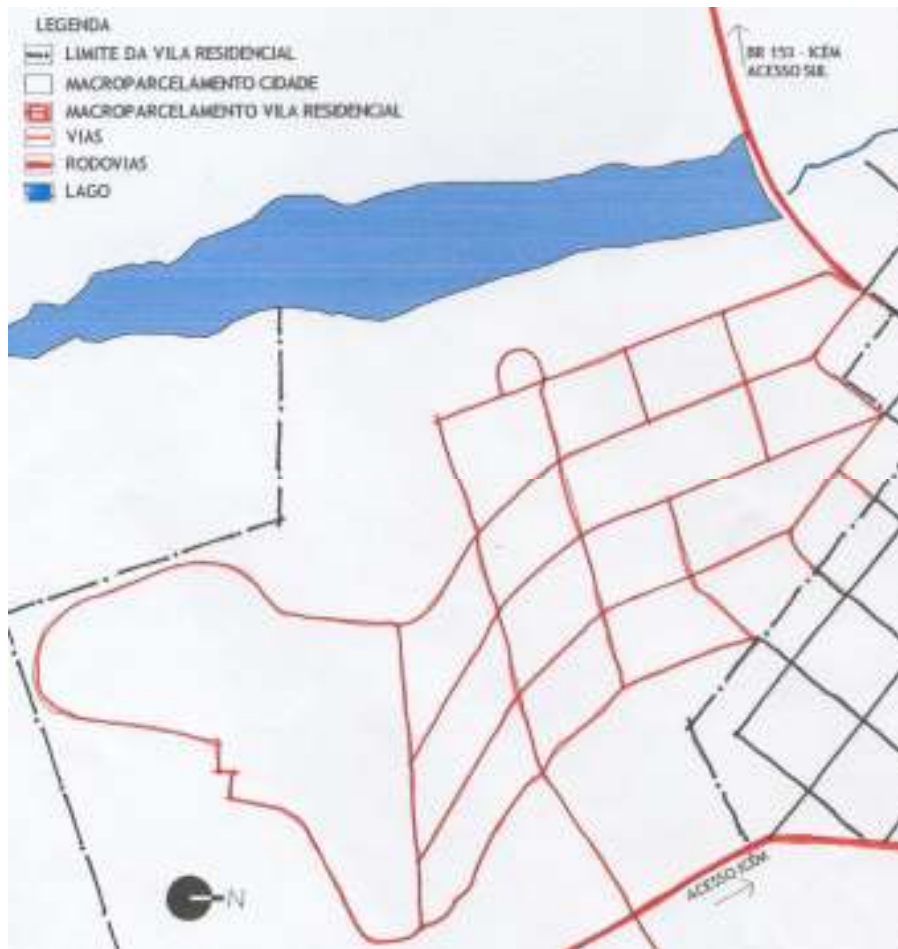 LEGENDA
LIMITE DA VILA RESIDENCIAL
MACROPARCELAMENTO CIDADE
MACROPARCELAMENTO VILA RESIDENCIAL
VIAS
RODOVIAS
LAGO
BR 153 - ICÉM
ACESSO SUL
ACESSO ICÉM
N